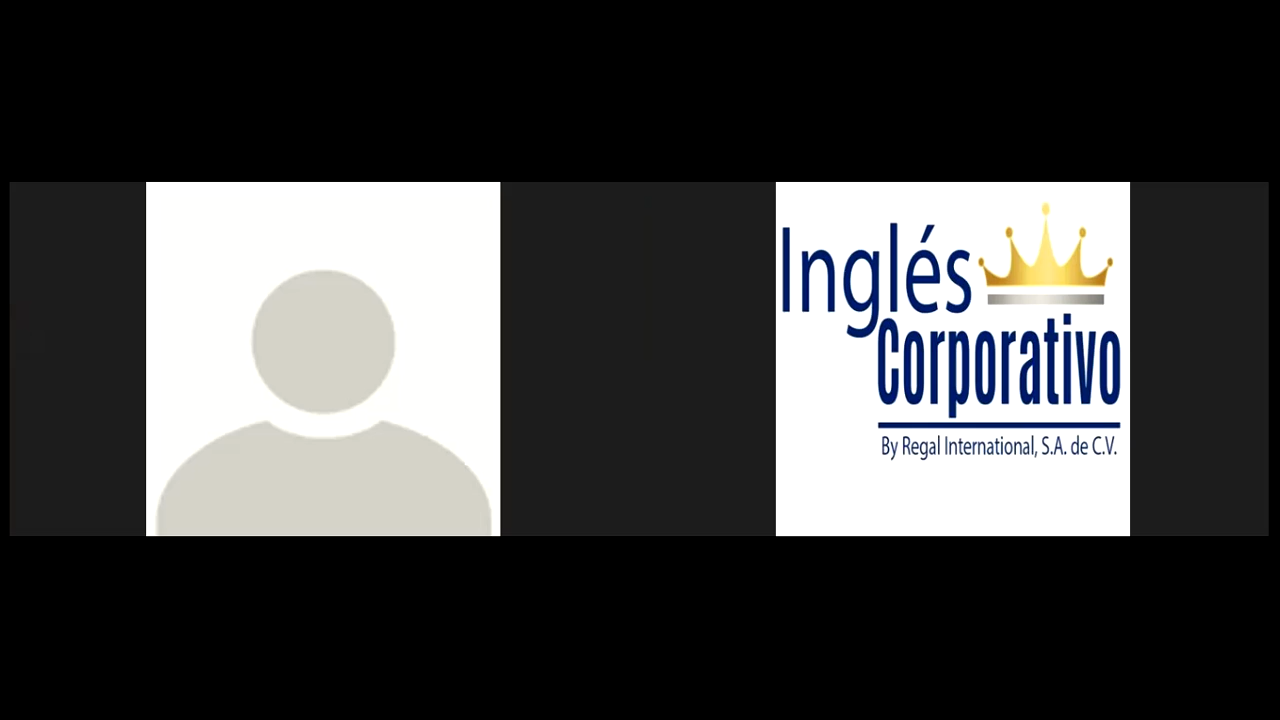 Inglés
Corporativo
By Regal International, S.A. de C.V.